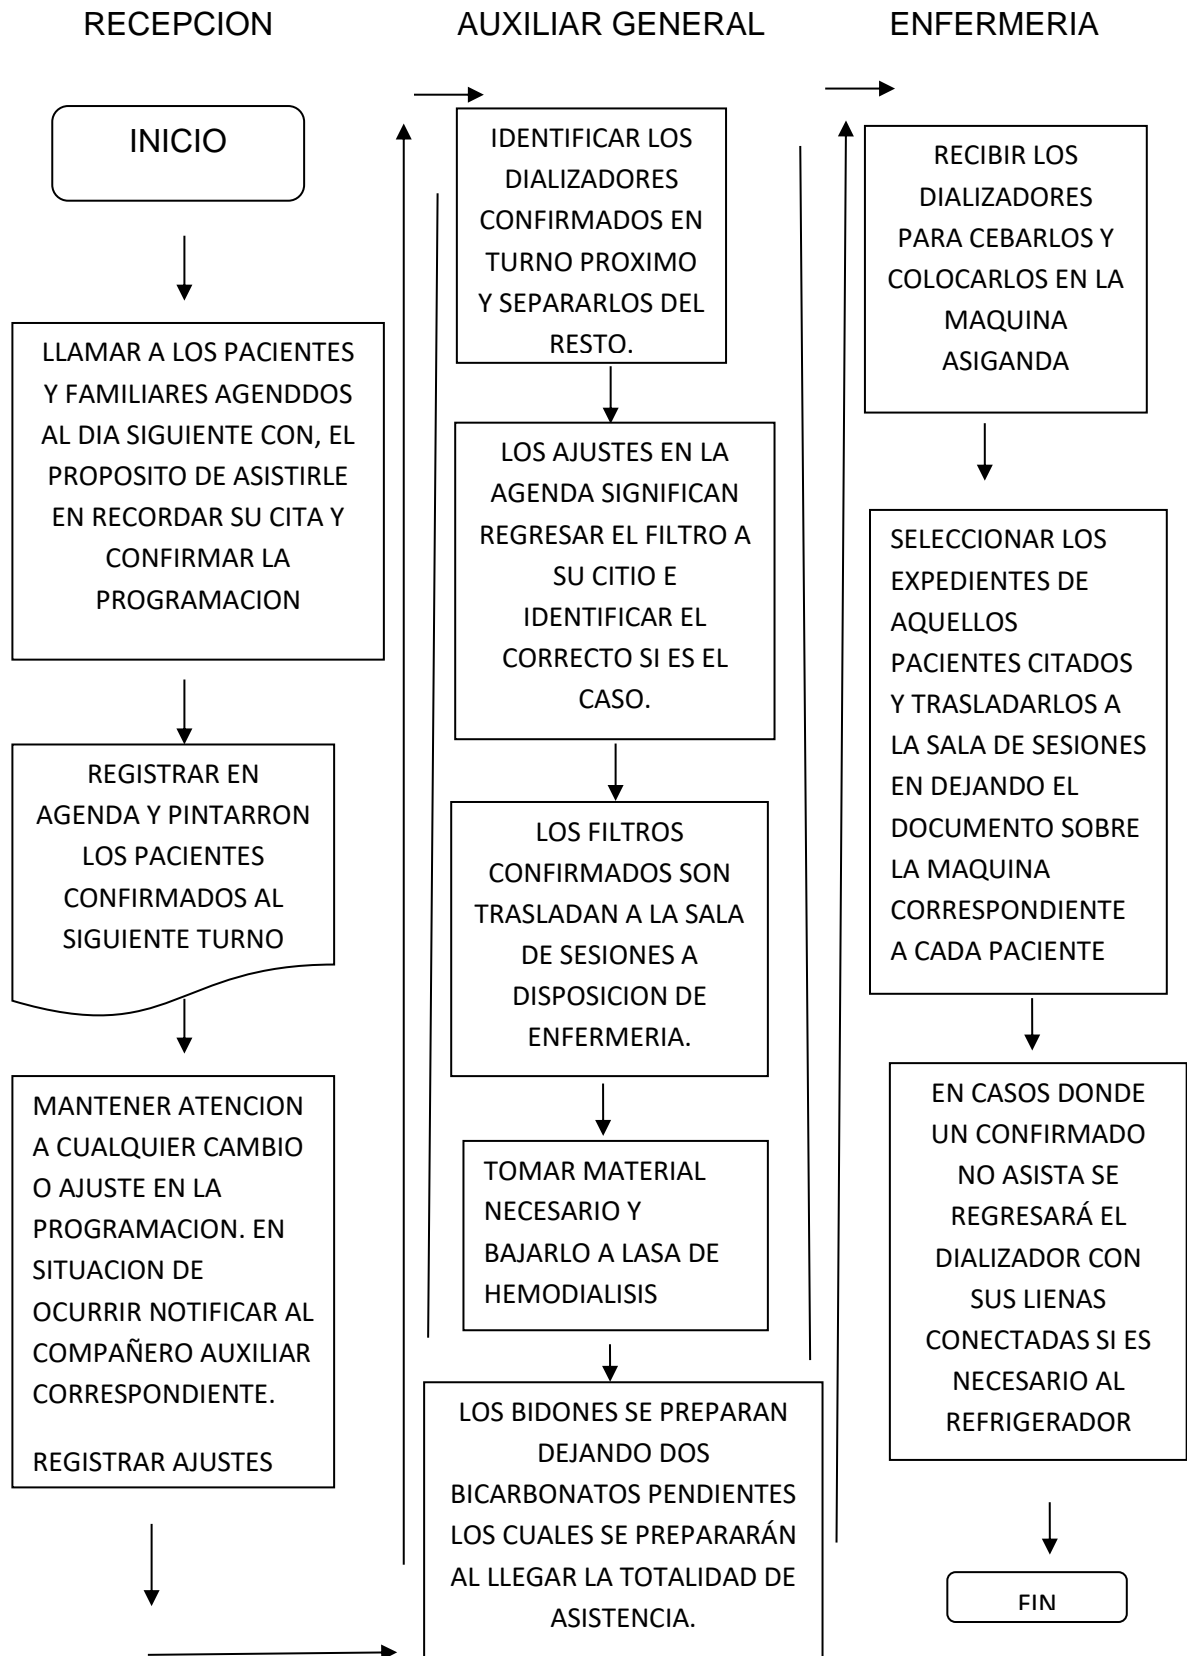 RECEPCION
INICIO
LLAMAR A LOS PACIENTES
Y FAMILIARES AGENDDOS
AL DIA SIGUIENTE CON, EL
PROPOSITO DE ASISTIRLE
EN RECORDAR SU CITA Y
CONFIRMAR LA
PROGRAMACION
REGISTRAR EN
AGENDA Y PINTARRON
LOS PACIENTES
CONFIRMADOS AL
SIGUIENTE TURNO
MANTENER ATENCION
A CUALQUIER CAMBIO
O AJUSTE EN LA
PROGRAMACION. EN
SITUACION DE
OCURRIR NOTIFICAR AL
COMPAÑERO AUXILIAR
CORRESPONDIENTE.
REGISTRAR AJUSTES
AUXILIAR GENERAL
IDENTIFICAR LOS
DIALIZADORES
CONFIRMADOS EN
TURNO PROXIMO
Y SEPARARLOS DEL
RESTO.
LOS AJUSTES EN LA
AGENDA SIGNIFICAN
REGRESAR EL FILTRO A
SU CITIO E
IDENTIFICAR EL
CORRECTO SI ES EL
CASO.
LOS FILTROS
CONFIRMADOS SON
TRASLADAN A LA SALA
DE SESIONES A
DISPOSICION DE
ENFERMERIA.
TOMAR MATERIAL
NECESARIO Y
BAJARLO A LASA DE
HEMODIALISIS
LOS BIDONES SE PREPARAN
DEJANDO DOS
BICARBONATOS PENDIENTES
LOS CUALES SE PREPARARÁN
AL LLEGAR LA TOTALIDAD DE
ASISTENCIA.
ENFERMERIA
RECIBIR LOS
DIALIZADORES
PARA CEBARLOS Y
COLOCARLOS EN LA
MAQUINA
ASIGANDA
SELECCIONAR LOS
EXPEDIENTES DE
AQUELLOS
PACIENTES CITADOS
Y TRASLADARLOS A
LA SALA DE SESIONES
EN DEJANDO EL
DOCUMENTO SOBRE
LA MAQUINA
CORRESPONDIENTE
A CADA PACIENTE
EN CASOS DONDE
UN CONFIRMADO
NO ASISTA SE
REGRESARÁ EL
DIALIZADOR CON
SUS LIENAS
CONECTADAS SI ES
NECESARIO AL
REFRIGERADOR
FIN